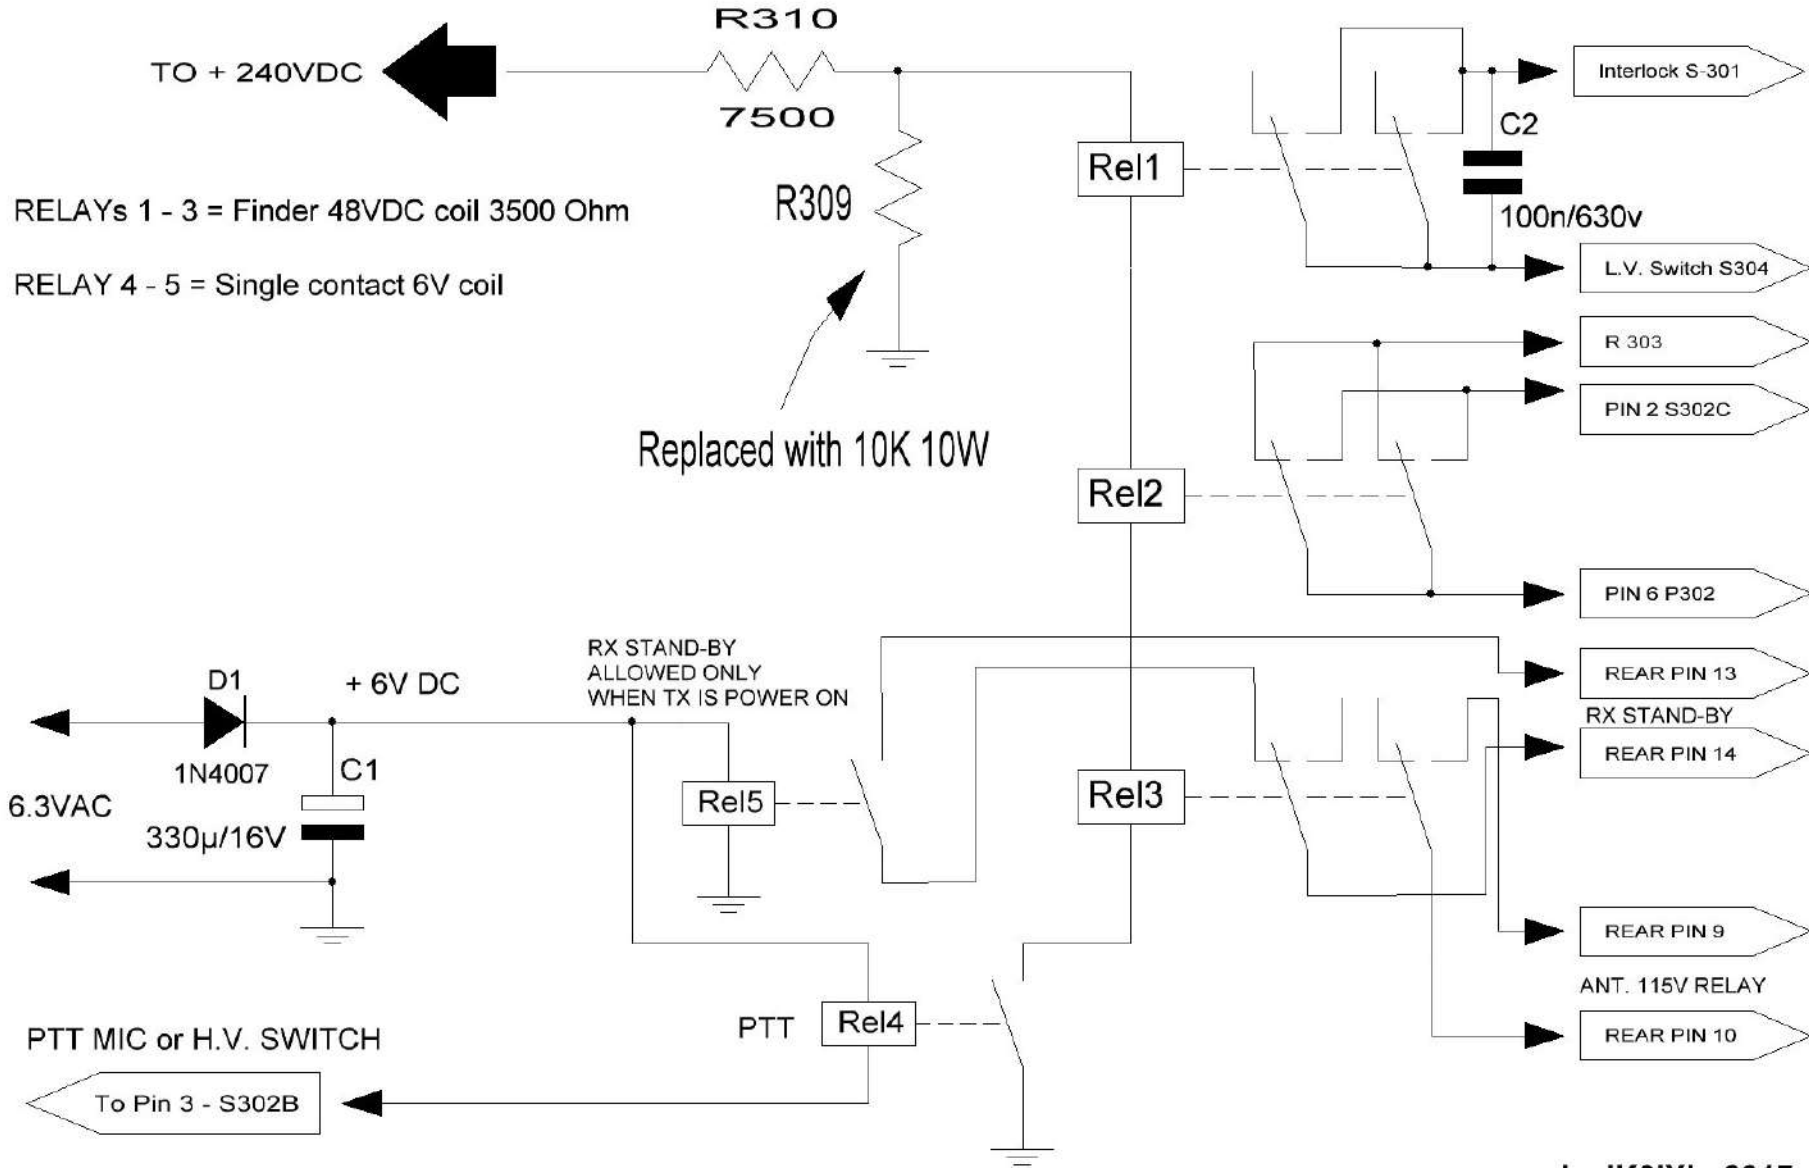 R310
TO + 240VDC
7500
Interlock S-301
C2
Rel1
R309
RELAYs 1 - 3 = Finder 48VDC coil 3500 Ohm
100n/630v
L.V. Switch S304
RELAY 4 - 5 = Single contact 6V coil
R 303
PIN 2 S302C
Replaced with 10K 10W
Rel2
PIN 6 P302
RX STAND-BY
ALLOWED ONLY
WHEN TX IS POWER ON
D1
+ 6V DC
REAR PIN 13
RX STAND-BY
REAR PIN 14
1N4007
C1
6.3VAC
330µ/16V
Rel5
Rel3
REAR PIN 9
ANT. 115V RELAY
PTT
Rel4
REAR PIN 10
PTT MIC or H.V. SWITCH
To Pin 3 - S302B